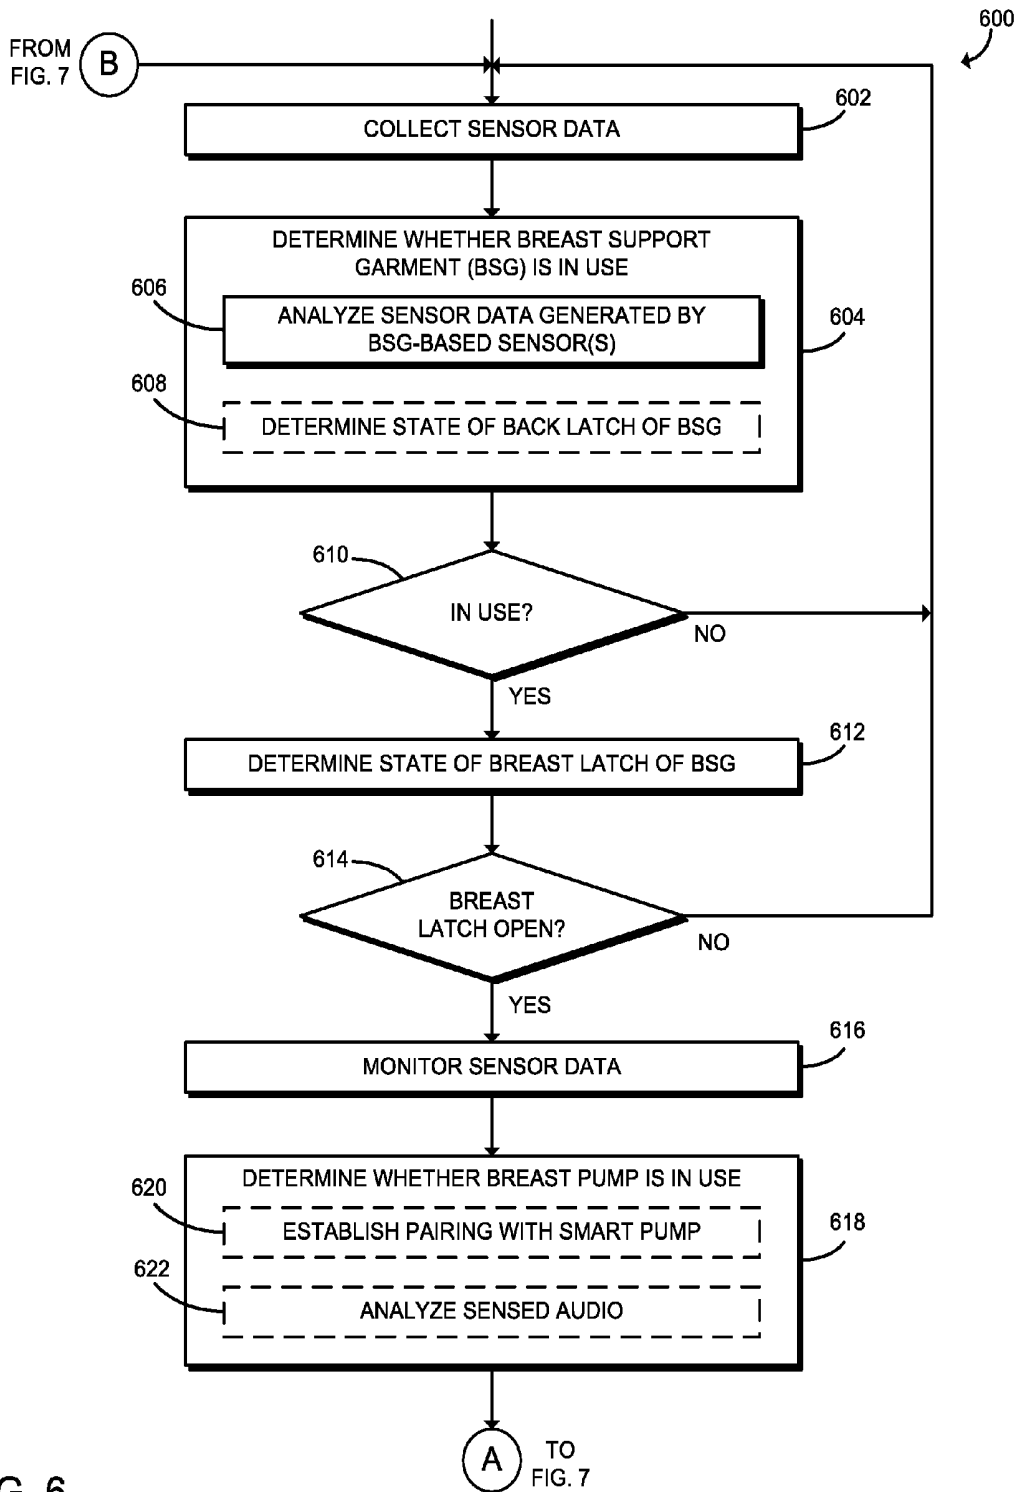 600
FROM
FIG. 7
B
602
COLLECT SENSOR DATA
DETERMINE WHETHER BREAST SUPPORT
GARMENT (BSG) IS IN USE
606
ANALYZE SENSOR DATA GENERATED BY
BSG-BASED SENSOR(S)
604
608
DETERMINE STATE OF BACK LATCH OF BSG
610
IN USE?
NO
YES
612
DETERMINE STATE OF BREAST LATCH OF BSG
614
BREAST
LATCH OPEN?
NO
YES
616
MONITOR SENSOR DATA
DETERMINE WHETHER BREAST PUMP IS IN USE
620
ESTABLISH PAIRING WITH SMART PUMP
618
622
ANALYZE SENSED AUDIO
A
TO
FIG. 7
G. 6